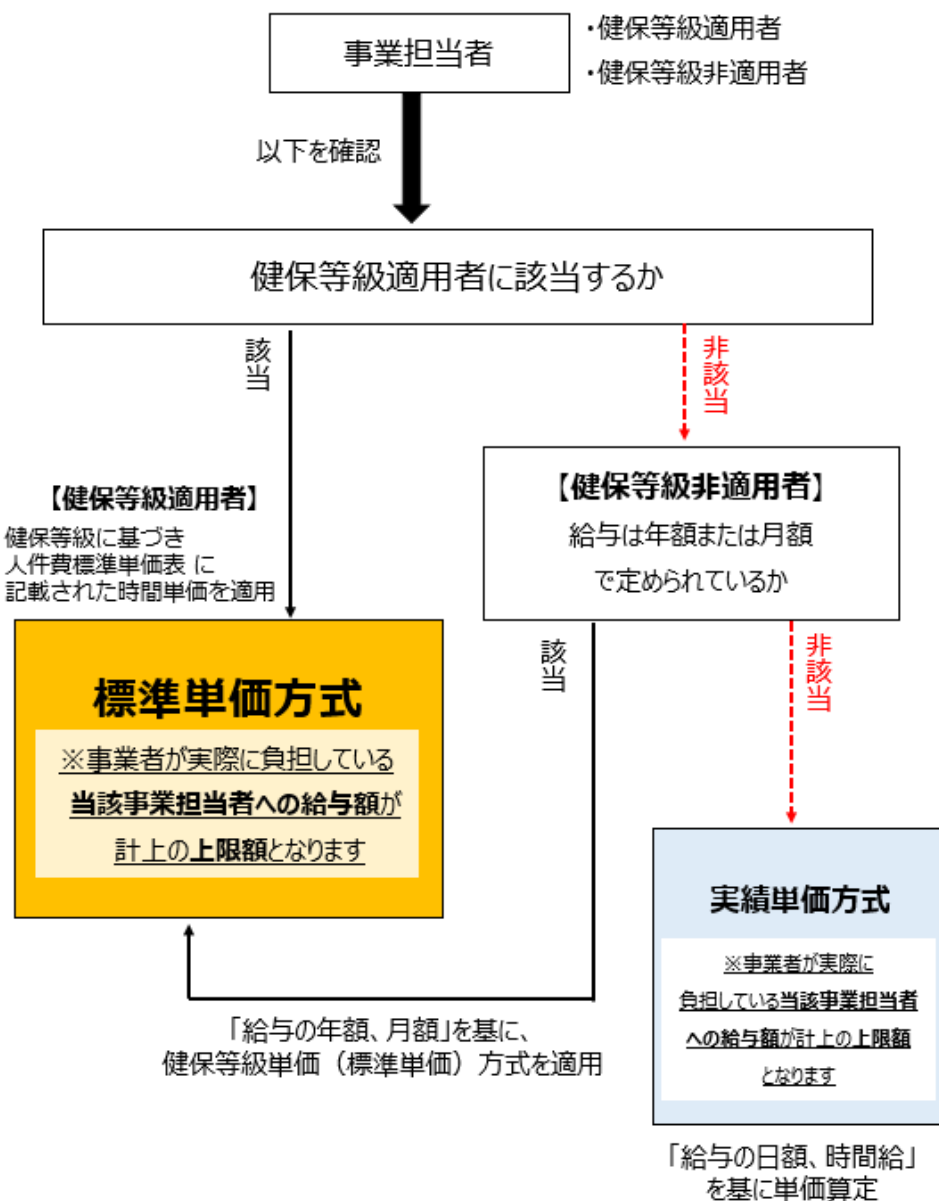 事業担当者
・健保等級適用者
・健保等級非適用者
以下を確認
健保等級適用者に該当するか
該当
非該当
【健保等級適用者】
健保等級に基づき
人件費標準単価表 に
記載された時間単価を適用
【健保等級非適用者】
給与は年額または月額
で定められているか
該当
非該当
標準単価方式
※事業者が実際に負担している
当該事業担当者への給与額が
計上の上限額となります
実績単価方式
※事業者が実際に
負担している当該事業担当者
への給与額が計上の上限額
となります
「給与の年額、月額」を基に、
健保等級単価（標準単価）方式を適用
「給与の日額、時間給」
を基に単価算定